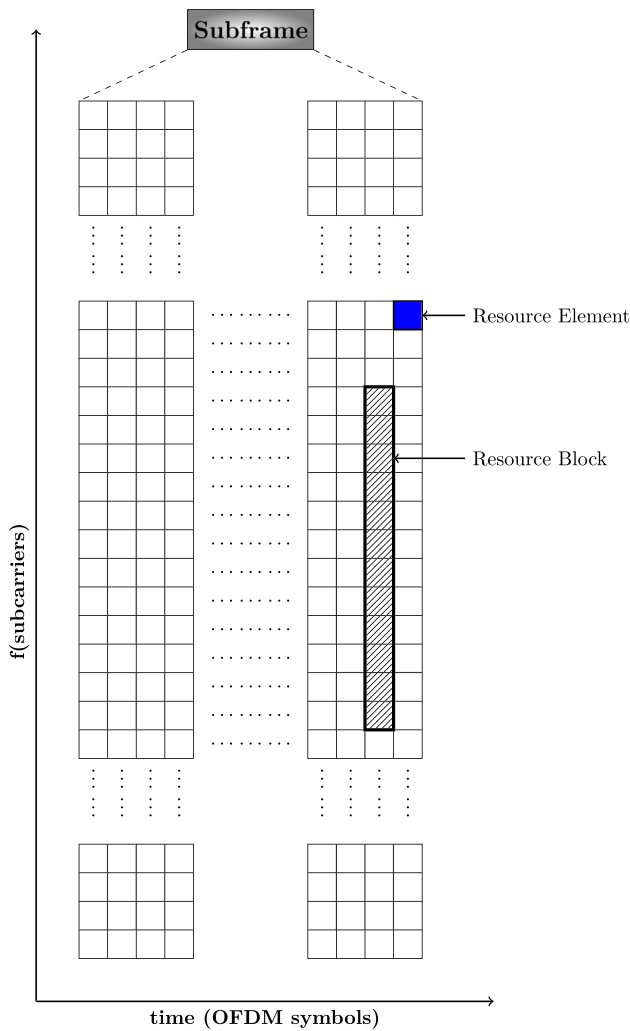 Subframe
Resource Element
Resource Block
f(subcarriers)
time (OFDM symbols)